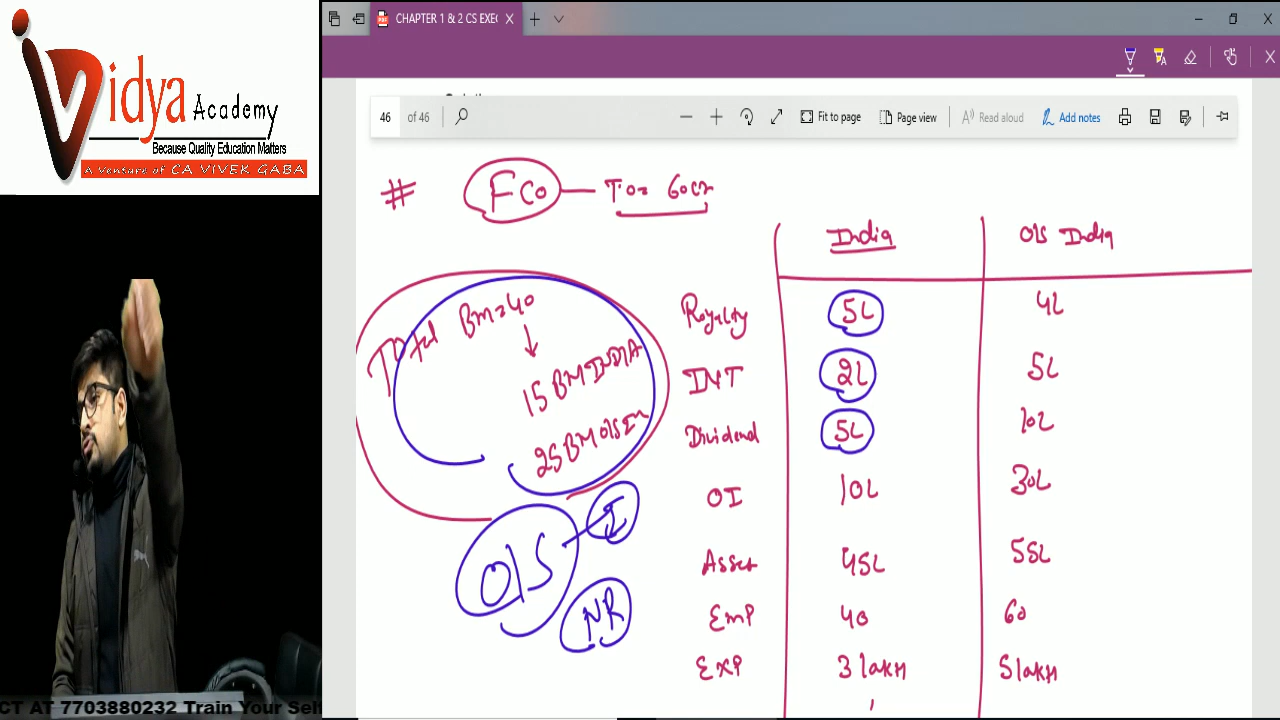 Vidya Academy
Because Quality Education Matters
A Venture of CA VIVEK GABA
CHAPTER 1 & 2 CS EXEC
46 of 46
Fit to page
Page view
Read aloud
Add notes
# FCo — T.O= 60cr
India O/S India
Royalty 5L 4L
INT 2L 5L
Dividend 5L 10L
OI 10L 30L
Asset 45L 55L
Emp 40 60
EXP 3 lakh 5 lakh
Total BM=40
15 BM INDIA
25 BM O/S In
O/S I
NR
CT AT 7703880232 Train Your Self